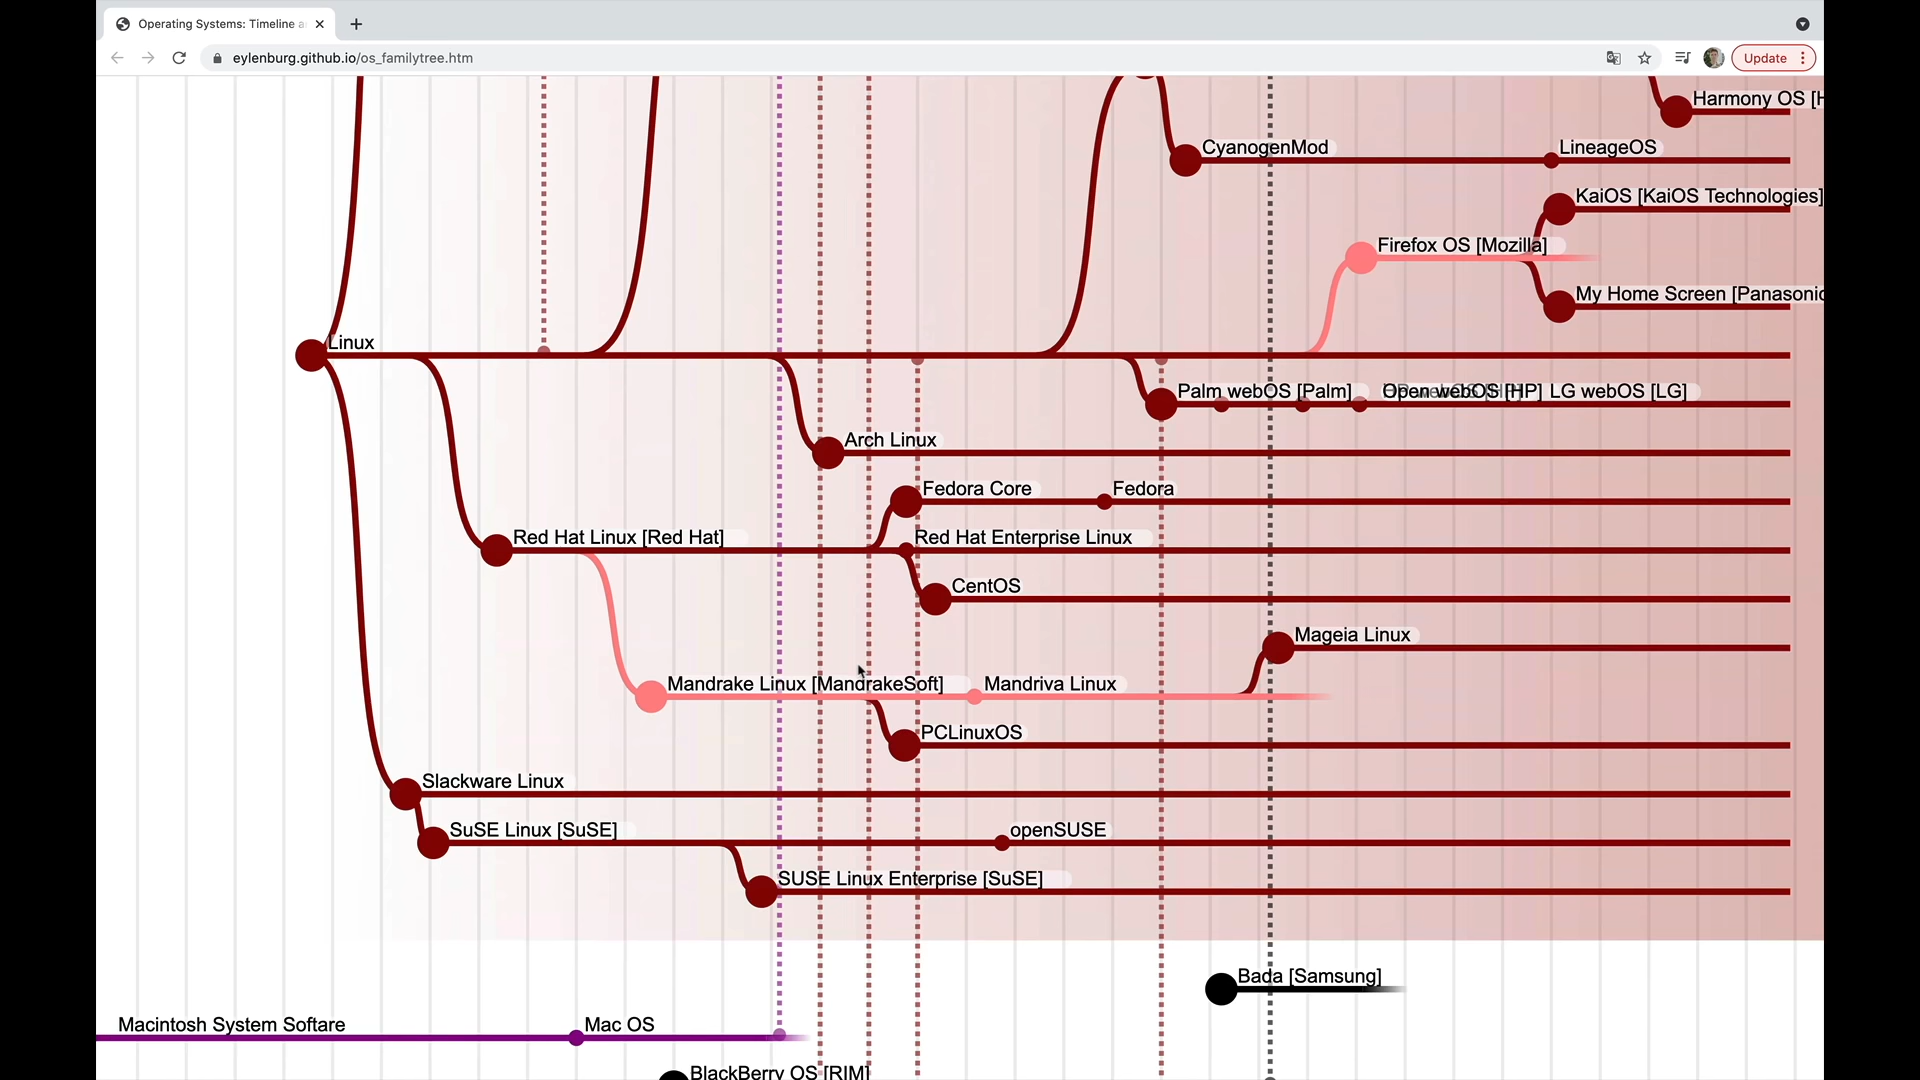 Operating Systems: Timeline a
eylenburg.github.io/os_familytree.htm
Update
Harmony OS [H
CyanogenMod
LineageOS
KaiOS [KaiOS Technologies]
Firefox OS [Mozilla]
My Home Screen [Panasonic
Linux
Palm webOS [Palm]
Open webOS [HP]
LG webOS [LG]
Arch Linux
Fedora Core
Fedora
Red Hat Linux [Red Hat]
Red Hat Enterprise Linux
CentOS
Mageia Linux
Mandrake Linux [MandrakeSoft]
Mandriva Linux
PCLinuxOS
Slackware Linux
SuSE Linux [SuSE]
openSUSE
SUSE Linux Enterprise [SuSE]
Bada [Samsung]
Macintosh System Softare
Mac OS
BlackBerry OS [RIM]